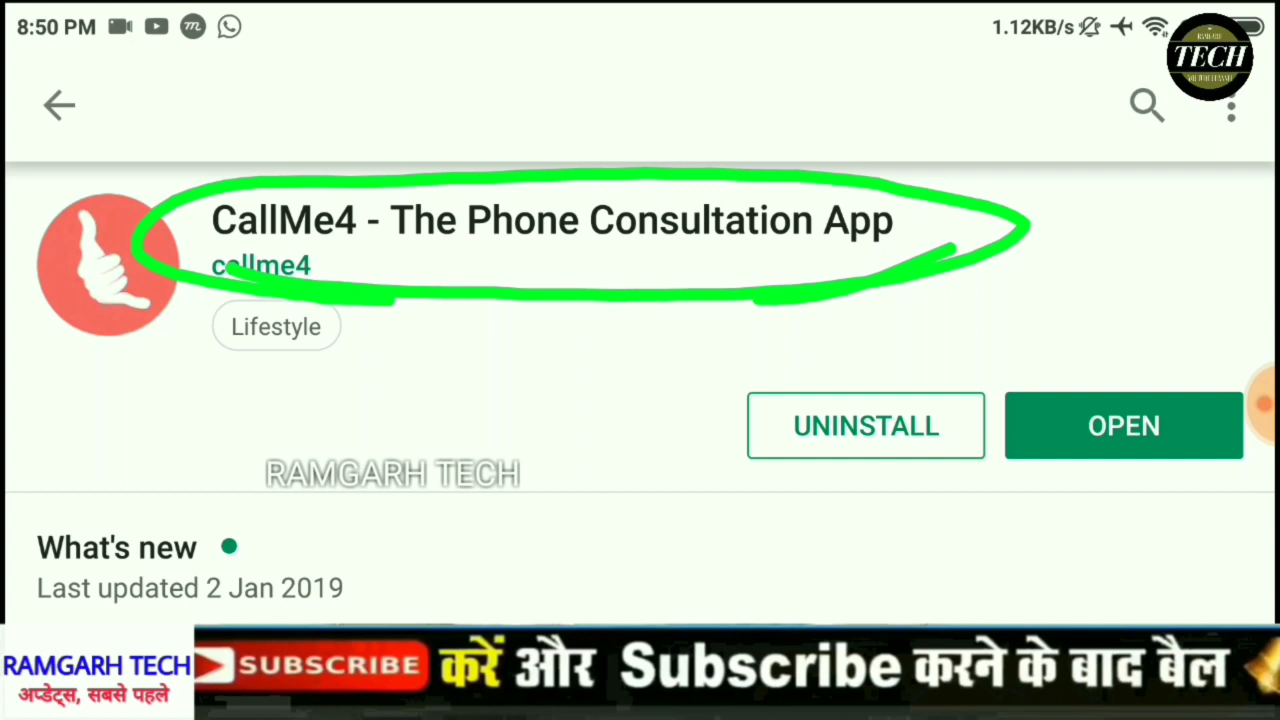 8:50 PM
1.12KB/s
TECH
CallMe4 - The Phone Consultation App
callme4
Lifestyle
UNINSTALL
OPEN
RAMGARH TECH
What's new
Last updated 2 Jan 2019
RAMGARH TECH
अप्डेट्स, सबसे पहले
SUBSCRIBE करें और Subscribe करने के बाद बैल